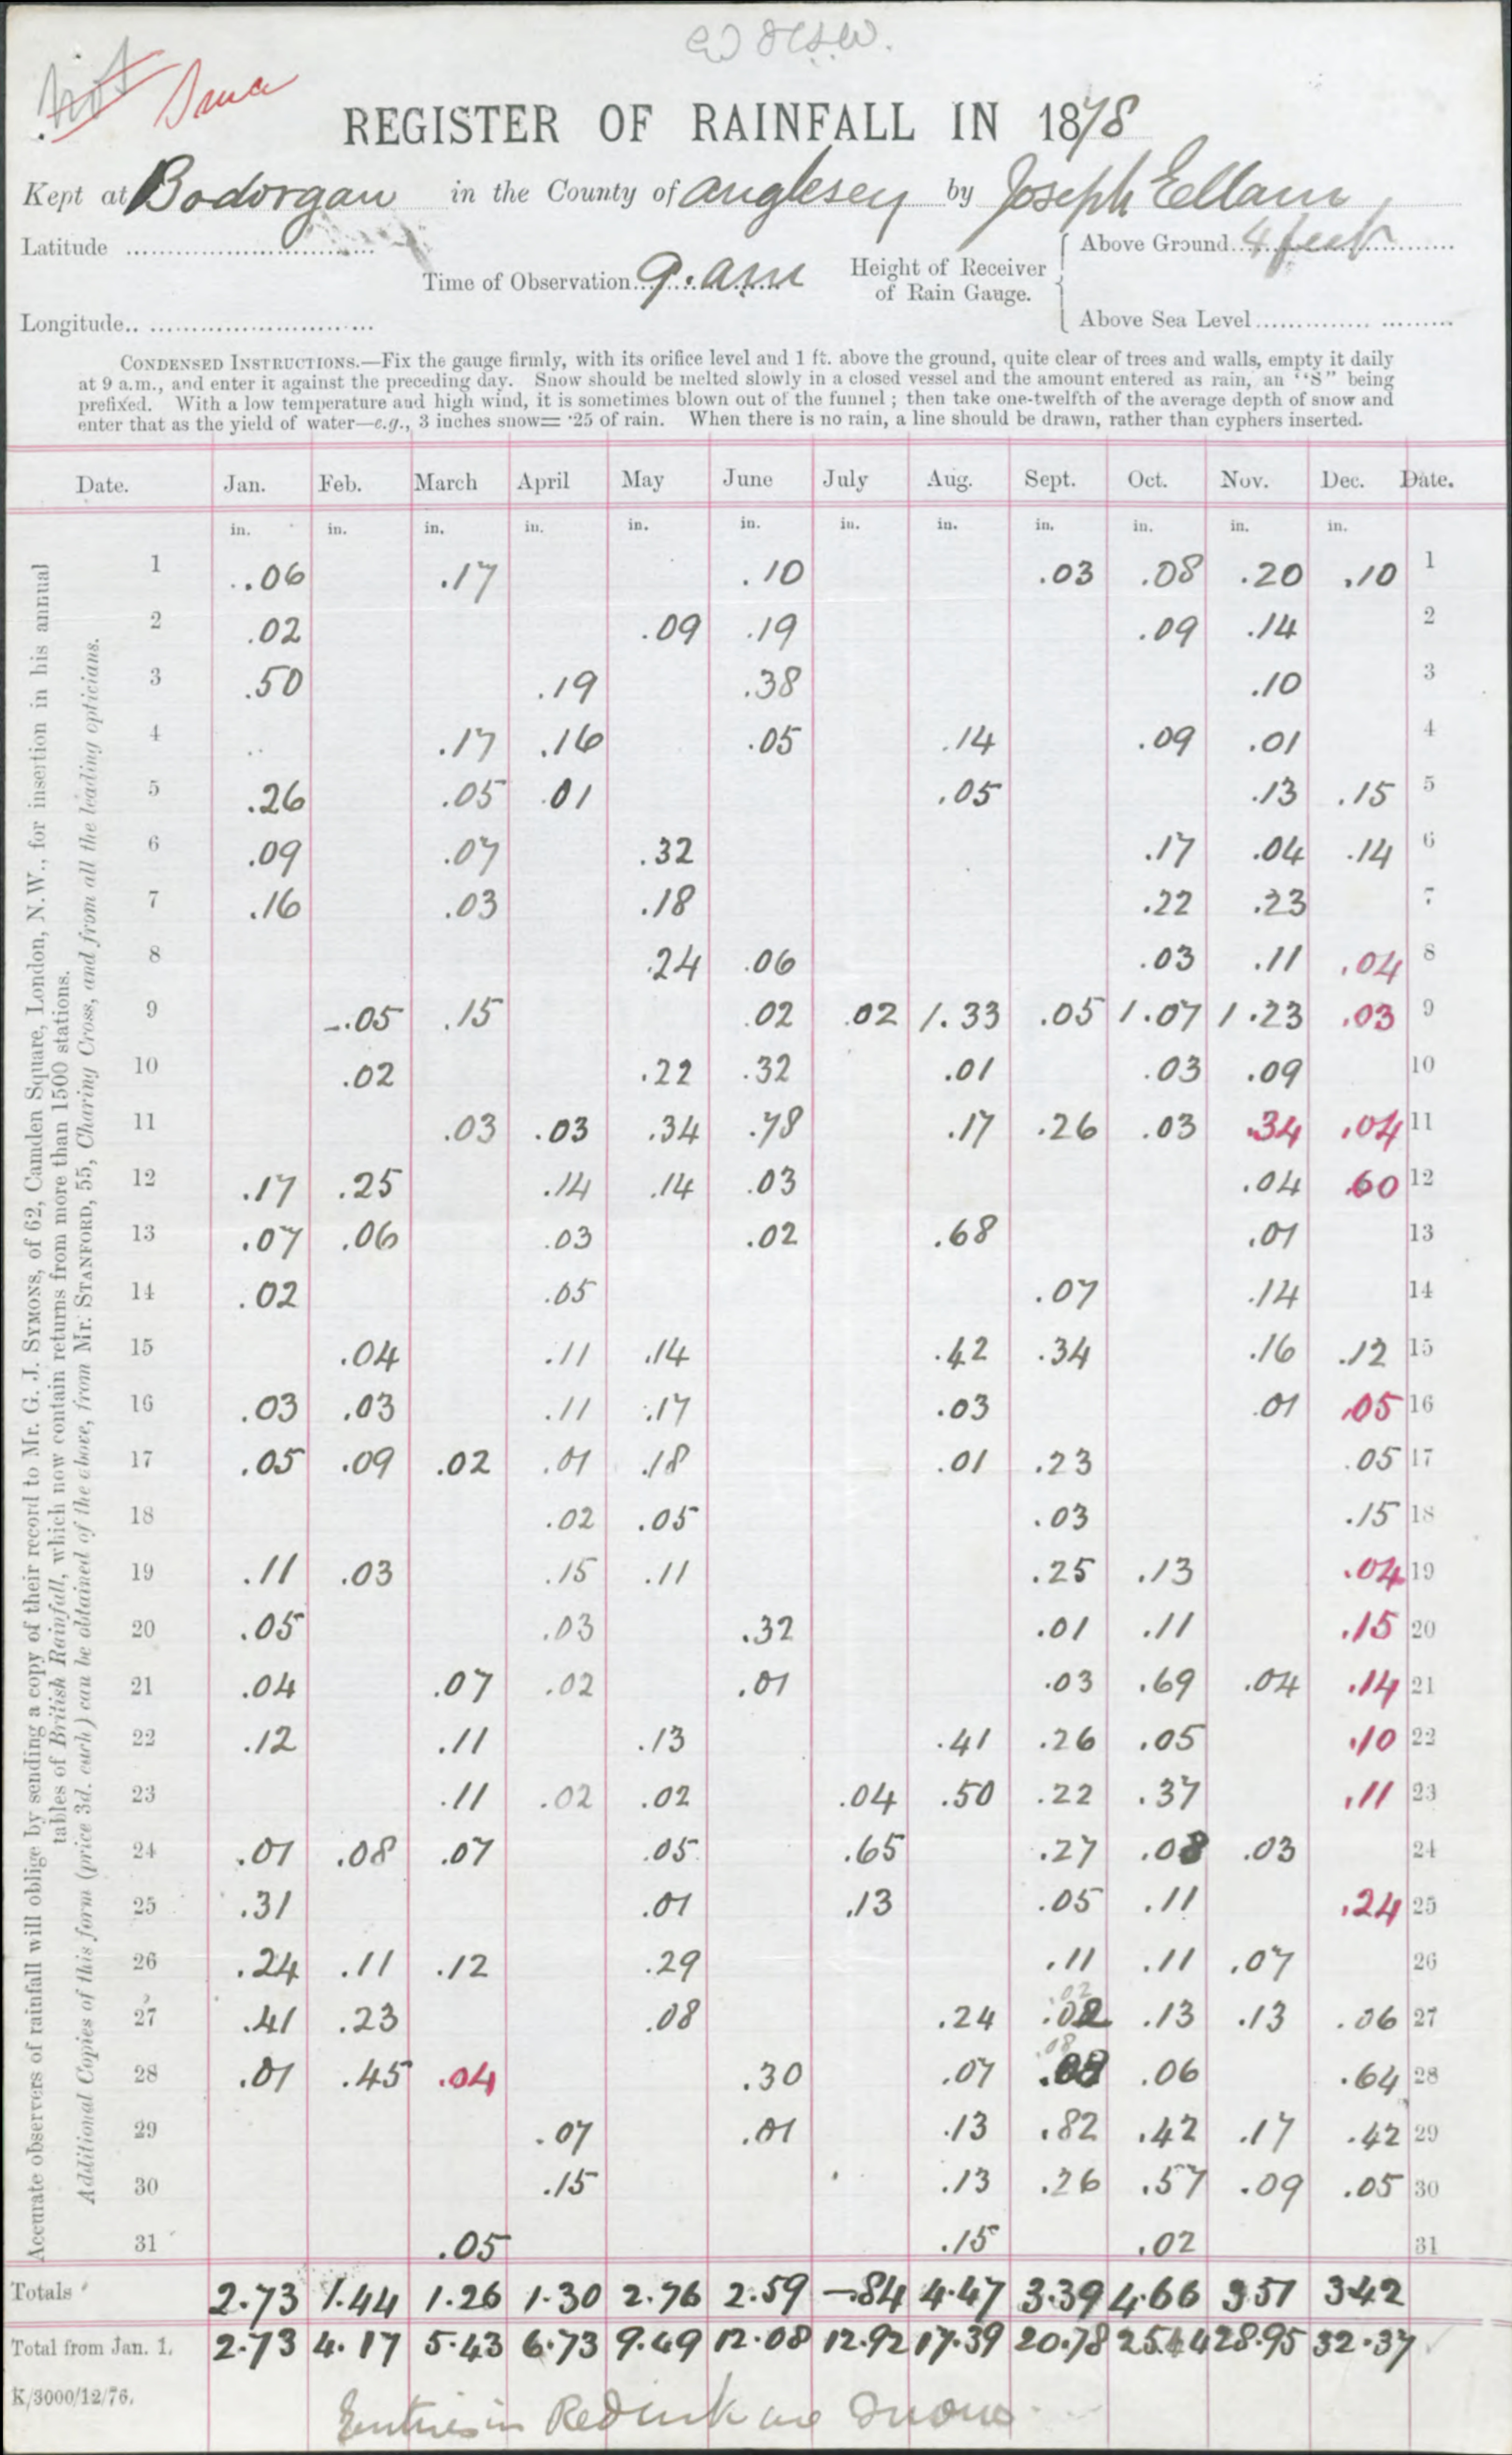 REGISTER OF RAINFALL IN 1878
Kept at Bodorgan in the County of Anglesey by Joseph Ellam
Latitude
Above Ground 4 feet
Time of Observation 9.am Height of Receiver of Rain Gauge.
Longitude
Above Sea Level
CONDENSED INSTRUCTIONS.—Fix the gauge firmly, with its orifice level and 1 ft. above the ground, quite clear of trees and walls, empty it daily
at 9 a.m., and enter it against the preceding day. Snow should be melted slowly in a closed vessel and the amount entered as rain, an "S" being
prefixed. With a low temperature and high wind, it is sometimes blown out of the funnel; then take one-twelfth of the average depth of snow and
enter that as the yield of water—e.g., 3 inches snow= ·25 of rain. When there is no rain, a line should be drawn, rather than cyphers inserted.
Date. Jan. Feb. March April May June July Aug. Sept. Oct. Nov. Dec. Date.
in. in. in. in. in. in. in. in. in. in. in. in.
1 .06 .17 .10 .03 .08 .20 .10 1
2 .02 .09 .19 .09 .14 2
3 .50 .19 .38 .10 3
4 .17 .16 .05 .14 .09 .01 4
5 .26 .05 .01 .05 .13 .15 5
6 .09 .07 .32 .17 .04 .14 6
7 .16 .03 .18 .22 .23 7
8 .24 .06 .03 .11 .04 8
9 .05 .15 .02 .02 1.33 .05 1.07 1.23 .03 9
10 .02 .22 .32 .01 .03 .09 10
11 .03 .03 .34 .78 .17 .26 .03 .34 .04 11
12 .17 .25 .14 .14 .03 .04 .60 12
13 .07 .06 .03 .02 .68 .01 13
14 .02 .05 .07 .14 14
15 .04 .11 .14 .42 .34 .16 .12 15
16 .03 .03 .11 .17 .03 .01 .05 16
17 .05 .09 .02 .01 .18 .01 .23 .05 17
18 .02 .05 .03 .15 18
19 .11 .03 .15 .11 .25 .13 .04 19
20 .05 .03 .32 .01 .11 .15 20
21 .04 .07 .02 .01 .03 .69 .04 .14 21
22 .12 .11 .13 .41 .26 .05 .10 22
23 .11 .02 .02 .04 .50 .22 .37 .11 23
24 .01 .08 .07 .05 .65 .27 .08 .03 24
25 .31 .01 .13 .05 .11 .24 25
26 .24 .11 .12 .29 .11 .11 .07 26
.02
27 .41 .23 .08 .24 .02 .13 .13 .06 27
.08
28 .01 .45 .04 .30 .07 .08 .06 .64 28
29 .07 .01 .13 .82 .42 .17 .42 29
30 .15 .13 .26 .57 .09 .05 30
31 .05 .15 .02 31
Totals 2.73 1.44 1.26 1.30 2.76 2.59 —.84 4.47 3.39 4.66 3.51 3.42
Total from Jan. 1. 2.73 4.17 5.43 6.73 9.49 12.08 12.92 17.39 20.78 25.44 28.95 32.37
K/3000/12/76.
Entries in Red ink are Snow
Accurate observers of rainfall will oblige by sending a copy of their record to Mr. G. J. SYMONS, of 62, Camden Square, London, N.W., for insertion in his annual
tables of British Rainfall, which now contain returns from more than 1500 stations.
Additional Copies of this form (price 3d. each) can be obtained of the above, from Mr. STANFORD, 55, Charing Cross, and from all the leading opticians.